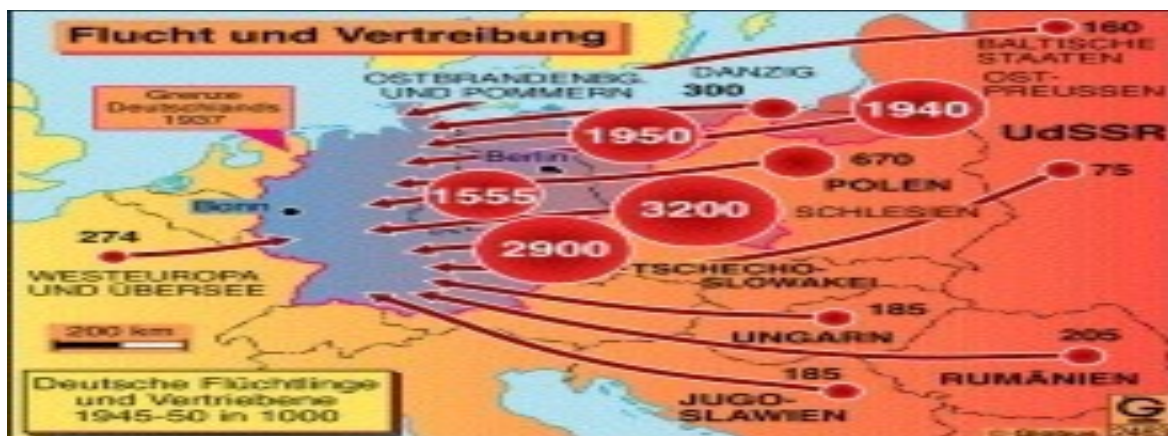 Flucht und Vertreibung
160
BALTISCHE
STAATEN
OSTBRANDENBG.
UND POMMERN
DANZIG
300
OST-
PREUSSEN
Grenze
Deutschlands
1937
1950
1940
UdSSR
Berlin
670
POLEN
75
1555
3200
SCHLESIEN
Bonn
274
WESTEUROPA
UND ÜBERSEE
2900
TSCHECHO-
SLOWAKEI
200 km
185
UNGARN
205
RUMÄNIEN
185
JUGO-
SLAWIEN
Deutsche Flüchtlinge
und Vertriebene
1945-50 in 1000
G